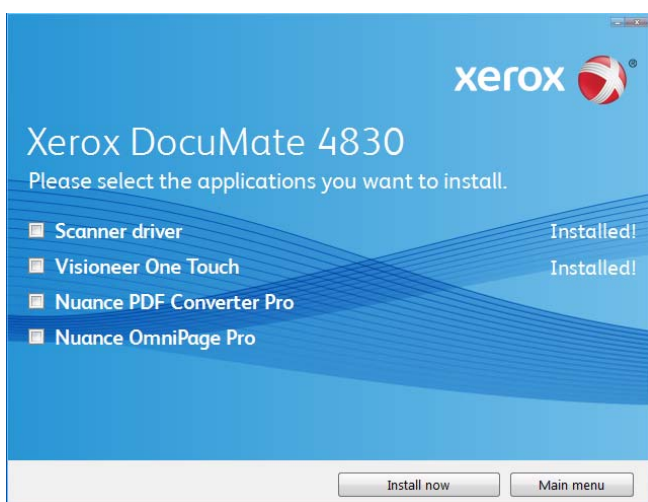 xerox ®
Xerox DocuMate 4830
Please select the applications you want to install.
Scanner driver Installed!
Visioneer One Touch Installed!
Nuance PDF Converter Pro
Nuance OmniPage Pro
Install now Main menu